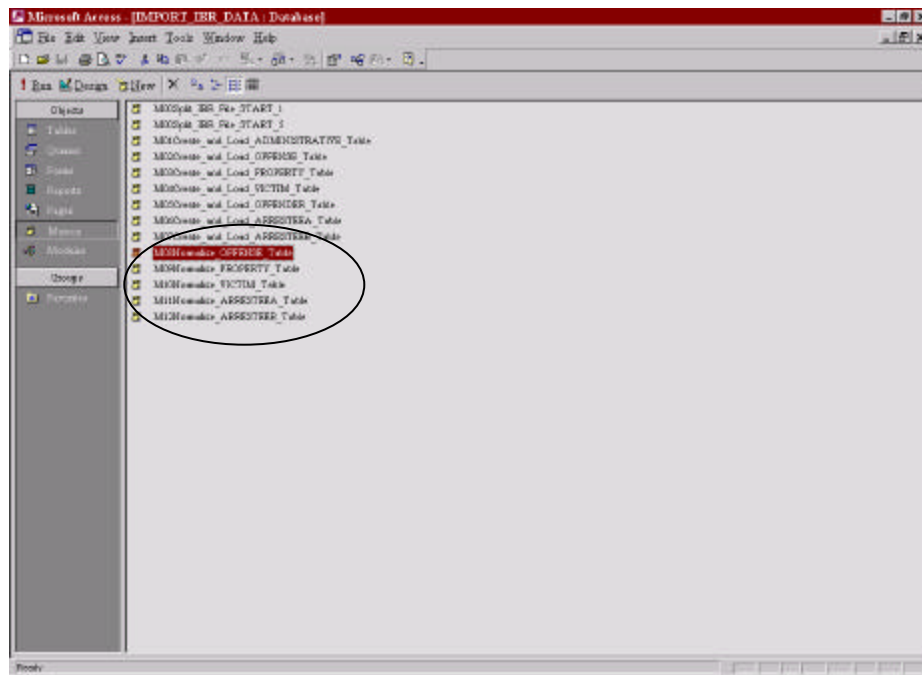 Microsoft Access - [IMPORT_IBR_DATA : Database]
File Edit View Insert Tools Window Help
Run Design New
Objects
Tables
Queries
Forms
Reports
Pages
Macros
Modules
Groups
Favorites
M00Split_IBR_File_START_1
M00Split_IBR_File_START_
M01Create_and_Load_ADMINISTRATIVE_Table
M02Create_and_Load_OFFENSE_Table
M03Create_and_Load_PROPERTY_Table
M04Create_and_Load_VICTIM_Table
M05Create_and_Load_OFFENDER_Table
M06Create_and_Load_ARRESTEEA_Table
M07Create_and_Load_ARRESTEEB_Table
M08Normalize_OFFENSE_Table
M09Normalize_PROPERTY_Table
M10Normalize_VICTIM_Table
M11Normalize_ARRESTEEA_Table
M12Normalize_ARRESTEEB_Table
Ready